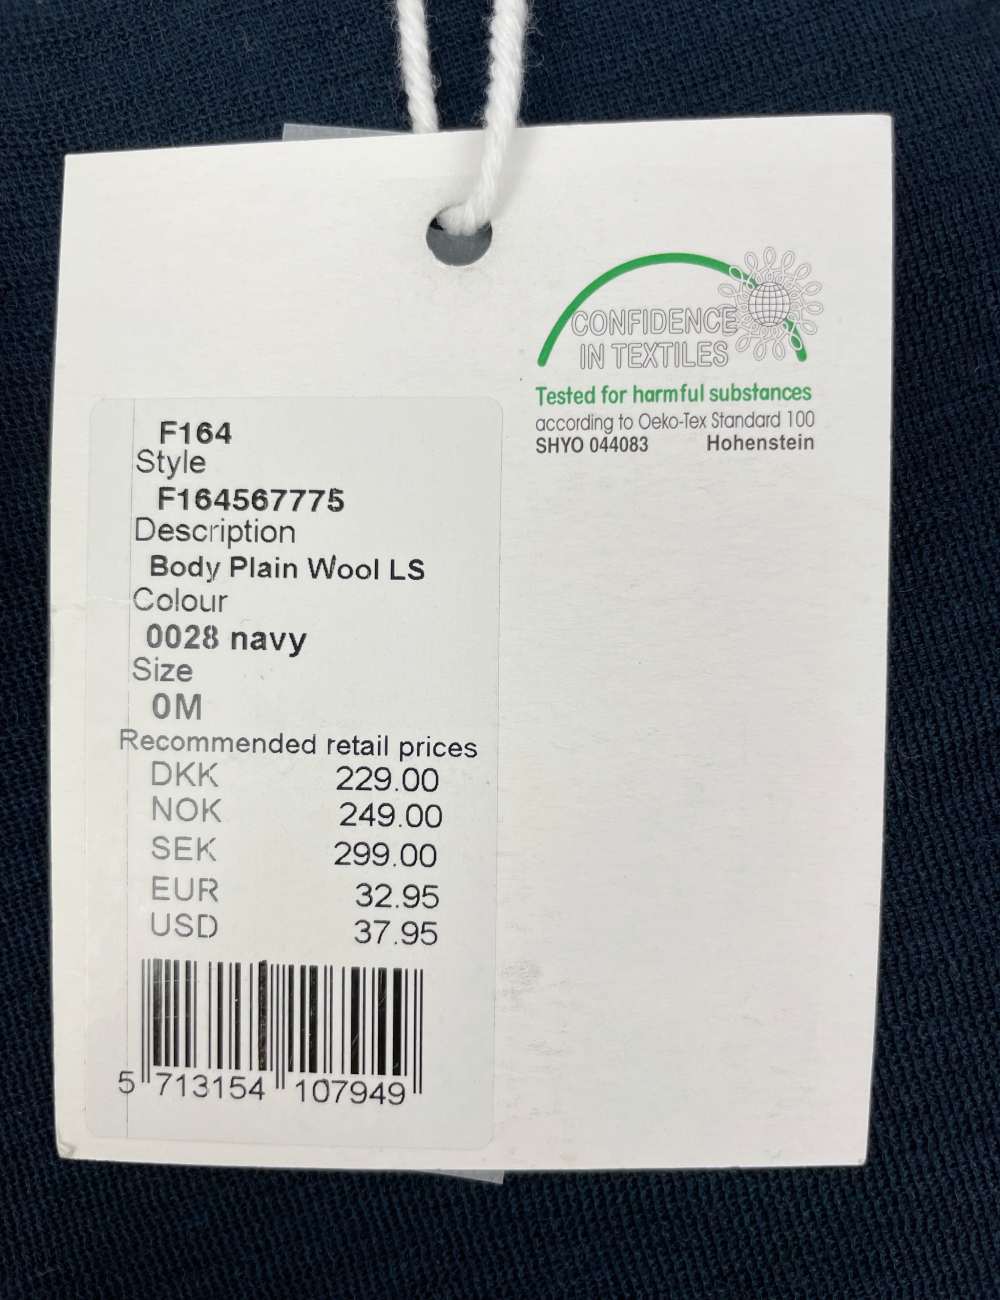 CONFIDENCE
IN TEXTILES
Tested for harmful substances
according to Oeko-Tex Standard 100
SHYO 044083 Hohenstein
F164
Style
F164567775
Description
Body Plain Wool LS
Colour
0028 navy
Size
0M
Recommended retail prices
DKK 229.00
NOK 249.00
SEK 299.00
EUR 32.95
USD 37.95
5 713154 107949